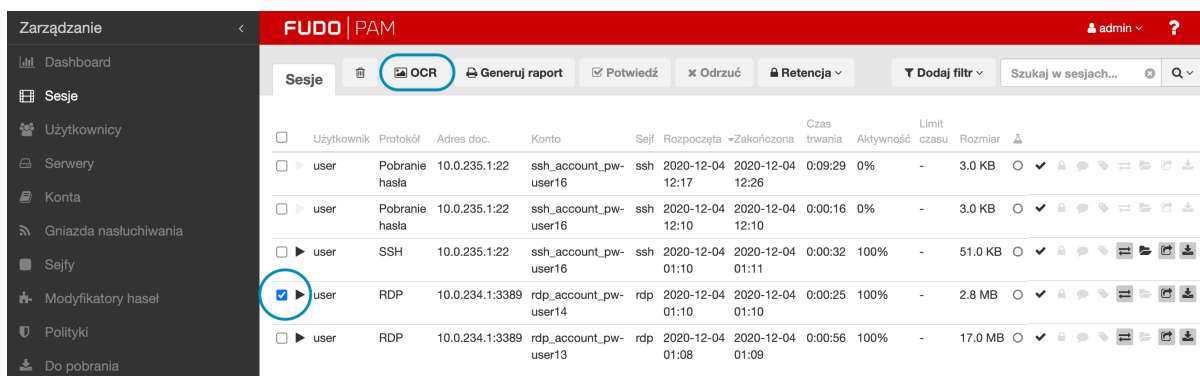 Zarządzanie
FUDO PAM
admin
?
Dashboard
Sesje
Użytkownicy
Serwery
Konta
Gniazda nasłuchiwania
Sejfy
Modyfikatory haseł
Polityki
Do pobrania
Sesje OCR Generuj raport Potwiedź Odrzuć Retencja Dodaj filtr Szukaj w sesjach...
Użytkownik Protokół Adres doc. Konto Sejf Rozpoczęta Zakończona Czas trwania Aktywność Limit czasu Rozmiar
user Pobranie hasła 10.0.235.1:22 ssh_account_pw-user16 ssh 2020-12-04 12:17 2020-12-04 12:26 0:09:29 0% - 3.0 KB
user Pobranie hasła 10.0.235.1:22 ssh_account_pw-user16 ssh 2020-12-04 12:10 2020-12-04 12:10 0:00:16 0% - 3.0 KB
user SSH 10.0.235.1:22 ssh_account_pw-user16 ssh 2020-12-04 01:10 2020-12-04 01:11 0:00:32 100% - 51.0 KB
user RDP 10.0.234.1:3389 rdp_account_pw-user14 rdp 2020-12-04 01:10 2020-12-04 01:10 0:00:25 100% - 2.8 MB
user RDP 10.0.234.1:3389 rdp_account_pw-user13 rdp 2020-12-04 01:08 2020-12-04 01:09 0:00:56 100% - 17.0 MB